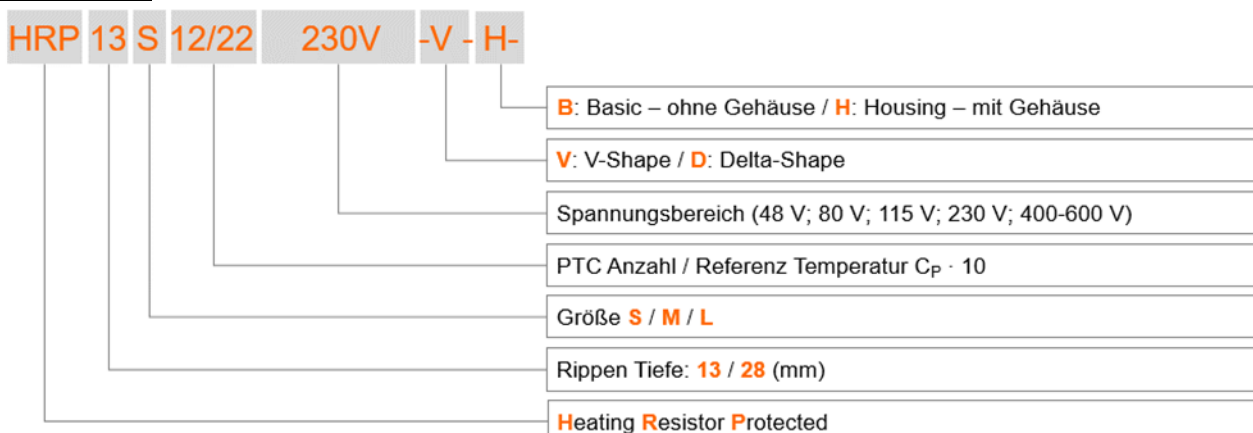 HRP 13 S 12/22 230V -V - H-
B: Basic – ohne Gehäuse / H: Housing – mit Gehäuse
V: V-Shape / D: Delta-Shape
Spannungsbereich (48 V; 80 V; 115 V; 230 V; 400-600 V)
PTC Anzahl / Referenz Temperatur CP · 10
Größe S / M / L
Rippen Tiefe: 13 / 28 (mm)
Heating Resistor Protected